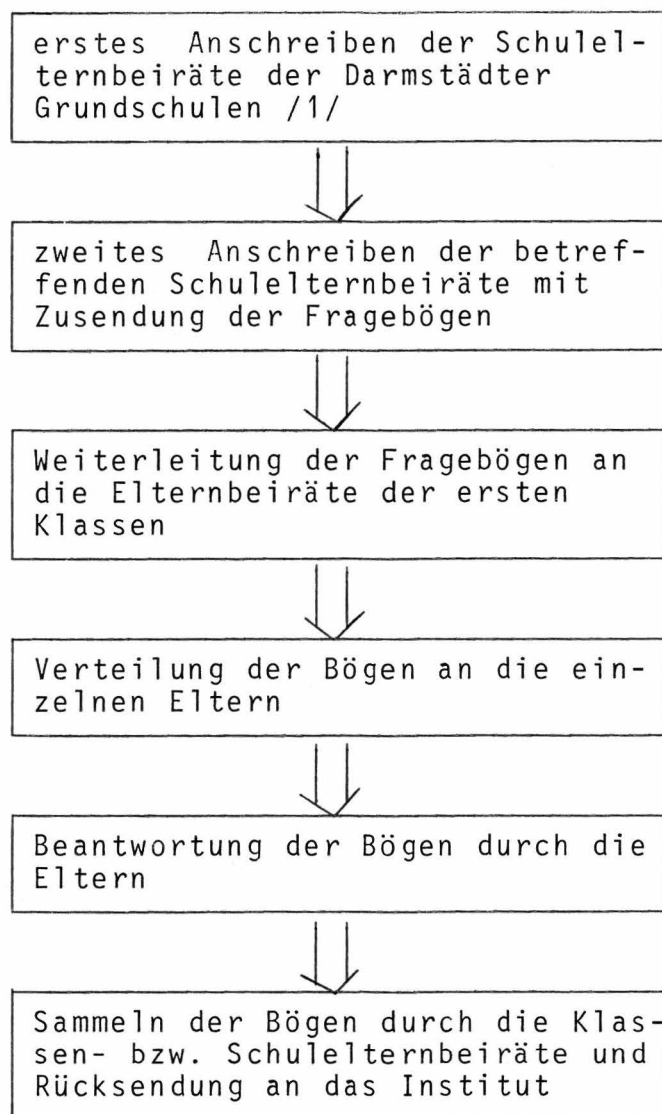 erstes Anschreiben der Schulel-
ternbeiräte der Darmstädter
Grundschulen /1/
zweites Anschreiben der betref-
fenden Schulelternbeiräte mit
Zusendung der Fragebögen
Weiterleitung der Fragebögen an
die Elternbeiräte der ersten
Klassen
Verteilung der Bögen an die ein-
zelnen Eltern
Beantwortung der Bögen durch die
Eltern
Sammeln der Bögen durch die Klas-
sen- bzw. Schulelternbeiräte und
Rücksendung an das Institut